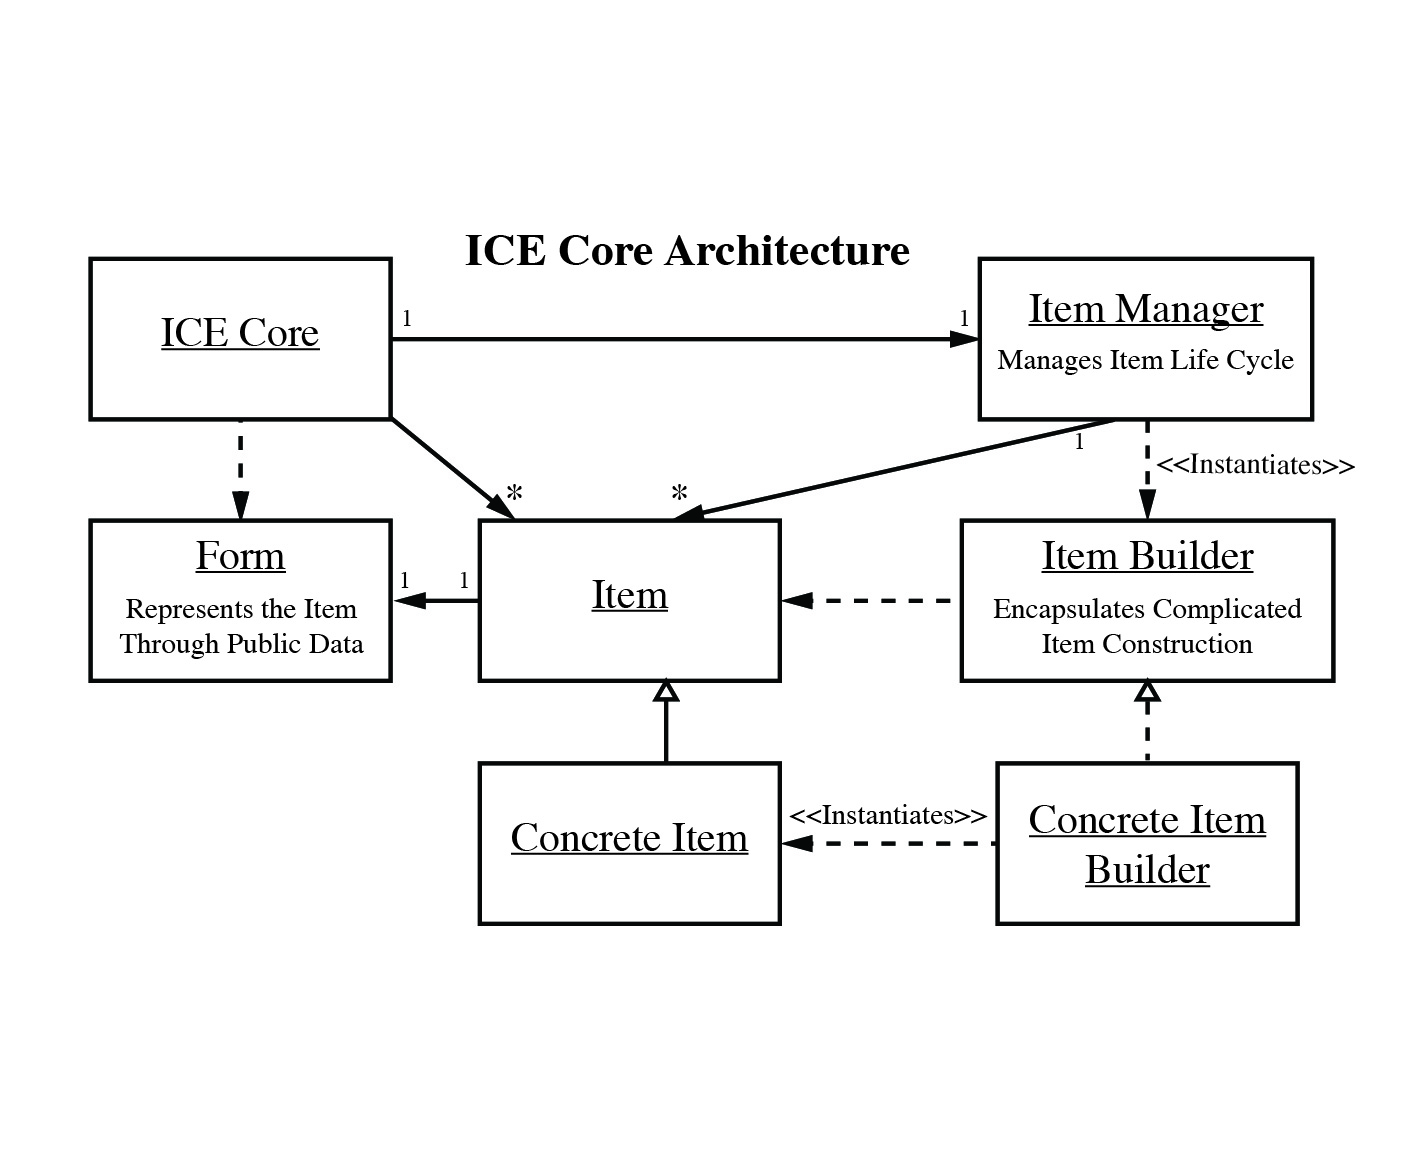 ICE Core Architecture
ICE Core
1
1
Item Manager
Manages Item Life Cycle
*
*
1
<<Instantiates>>
Form
Represents the Item
Through Public Data
1
1
Item
Item Builder
Encapsulates Complicated
Item Construction
Concrete Item
<<Instantiates>>
Concrete Item
Builder